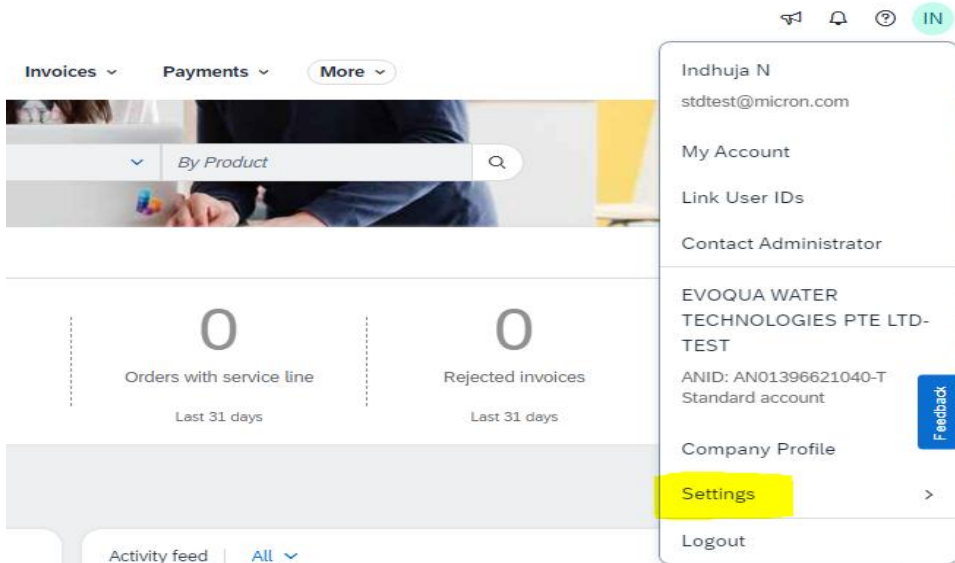 IN
Invoices
Payments
More
By Product
0
Orders with service line
Last 31 days
0
Rejected invoices
Last 31 days
Activity feed
All
Indhuja N
stdtest@micron.com
My Account
Link User IDs
Contact Administrator
EVOQUA WATER
TECHNOLOGIES PTE LTD-
TEST
ANID: AN01396621040-T
Standard account
Company Profile
Settings
Logout
Feedback